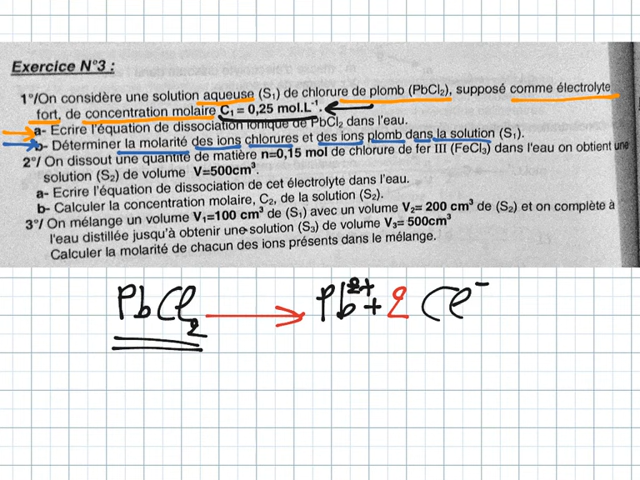 Exercice N°3 :
1°/On considère une solution aqueuse (S₁) de chlorure de plomb (PbCl₂), supposé comme électrolyte
fort, de concentration molaire C₁ = 0,25 mol.L⁻¹.
a- Ecrire l'équation de dissociation ionique de PbCl₂ dans l'eau.
b- Déterminer la molarité des ions chlorures et des ions plomb dans la solution (S₁).
2°/ On dissout une quantité de matière n=0,15 mol de chlorure de fer III (FeCl₃) dans l'eau on obtient une
solution (S₂) de volume V=500cm³.
a- Ecrire l'équation de dissociation de cet électrolyte dans l'eau.
b- Calculer la concentration molaire, C₂, de la solution (S₂).
3°/ On mélange un volume V₁=100 cm³ de (S₁) avec un volume V₂= 200 cm³ de (S₂) et on complète à
l'eau distillée jusqu'à obtenir une solution (S₃) de volume V₃= 500cm³
Calculer la molarité de chacun des ions présents dans le mélange.
PbCl₂ → Pb²⁺ + 2 Cl⁻